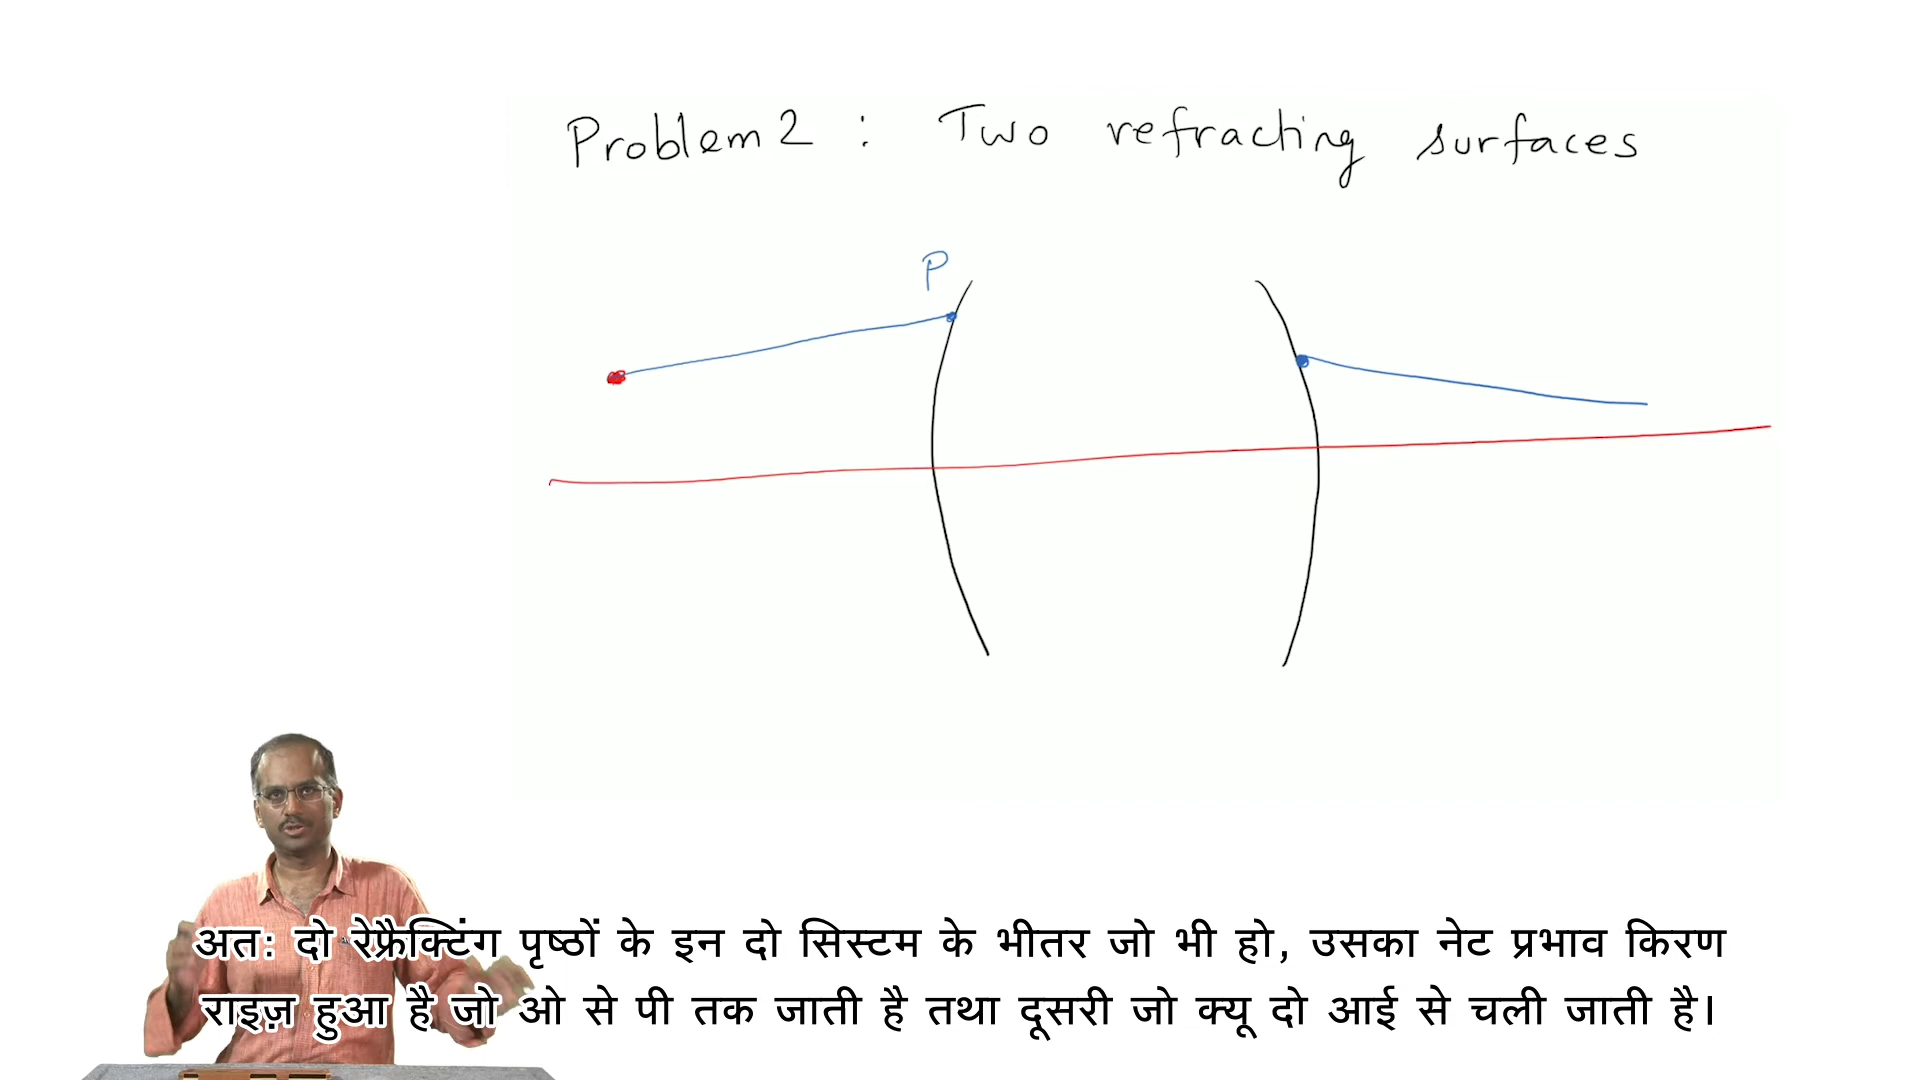 Problem 2 : Two refracting surfaces
P
अतः दो रेफ्रैक्टिंग पृष्ठों के इन दो सिस्टम के भीतर जो भी हो, उसका नेट प्रभाव किरण
राइज़ हुआ है जो ओ से पी तक जाती है तथा दूसरी जो क्यू दो आई से चली जाती है।